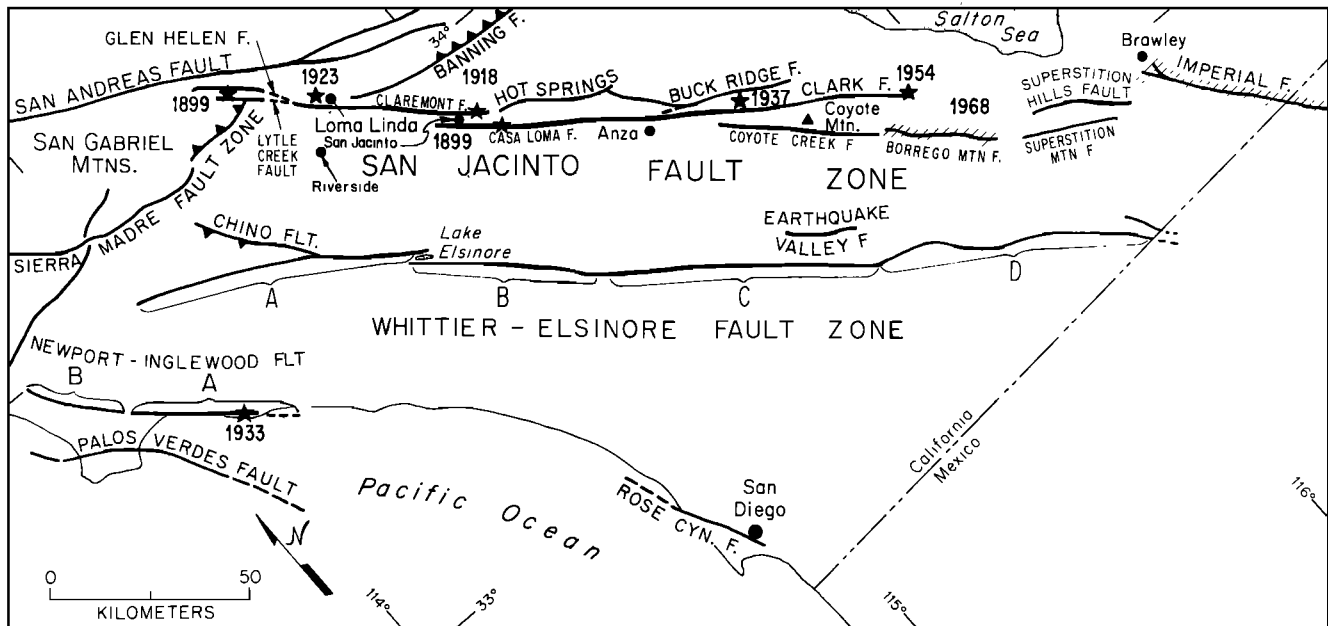 GLEN HELEN F.
SAN ANDREAS FAULT
34°
BANNING F.
Salton
Sea
Brawley
IMPERIAL F.
1899
1923
1918
CLAREMONT F.
HOT SPRINGS
BUCK RIDGE F.
1937
CLARK F.
1954
Coyote
Mtn.
1968
SUPERSTITION
HILLS FAULT
SUPERSTITION
MTN F
SAN GABRIEL
MTNS.
LYTLE
CREEK
FAULT
Loma Linda
San Jacinto
1899
CASA LOMA F.
Anza
COYOTE CREEK F
BORREGO MTN F.
Riverside
SAN JACINTO FAULT ZONE
SIERRA MADRE FAULT ZONE
CHINO FLT.
Lake
Elsinore
EARTHQUAKE
VALLEY F
A
B
C
D
WHITTIER - ELSINORE FAULT ZONE
NEWPORT - INGLEWOOD FLT
B
A
1933
PALOS VERDES FAULT
Pacific Ocean
ROSE CYN. F.
San
Diego
California
Mexico
116°
N
0 50
KILOMETERS
114°
33°
115°